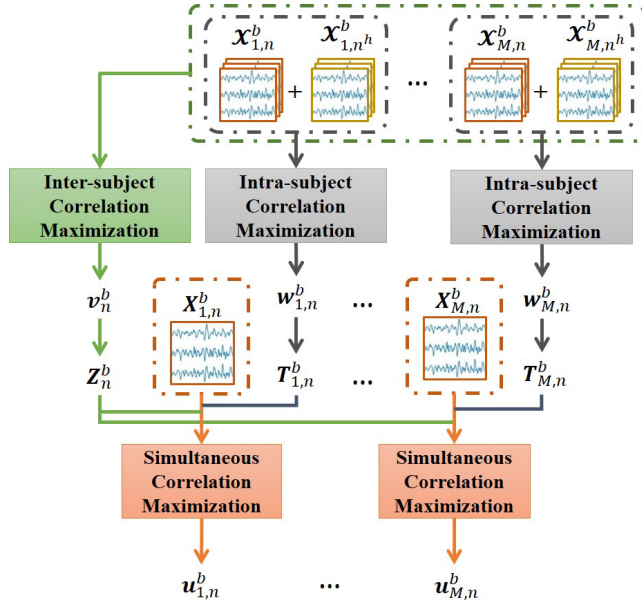 𝓧^b_{1,n} 𝓧^b_{1,n^h} 𝓧^b_{M,n} 𝓧^b_{M,n^h}
+ ... +
Inter-subject Correlation Maximization
Intra-subject Correlation Maximization
Intra-subject Correlation Maximization
v^b_n X^b_{1,n} w^b_{1,n} ... X^b_{M,n} w^b_{M,n}
Z^b_n T^b_{1,n} ... T^b_{M,n}
Simultaneous Correlation Maximization
Simultaneous Correlation Maximization
u^b_{1,n} ... u^b_{M,n}